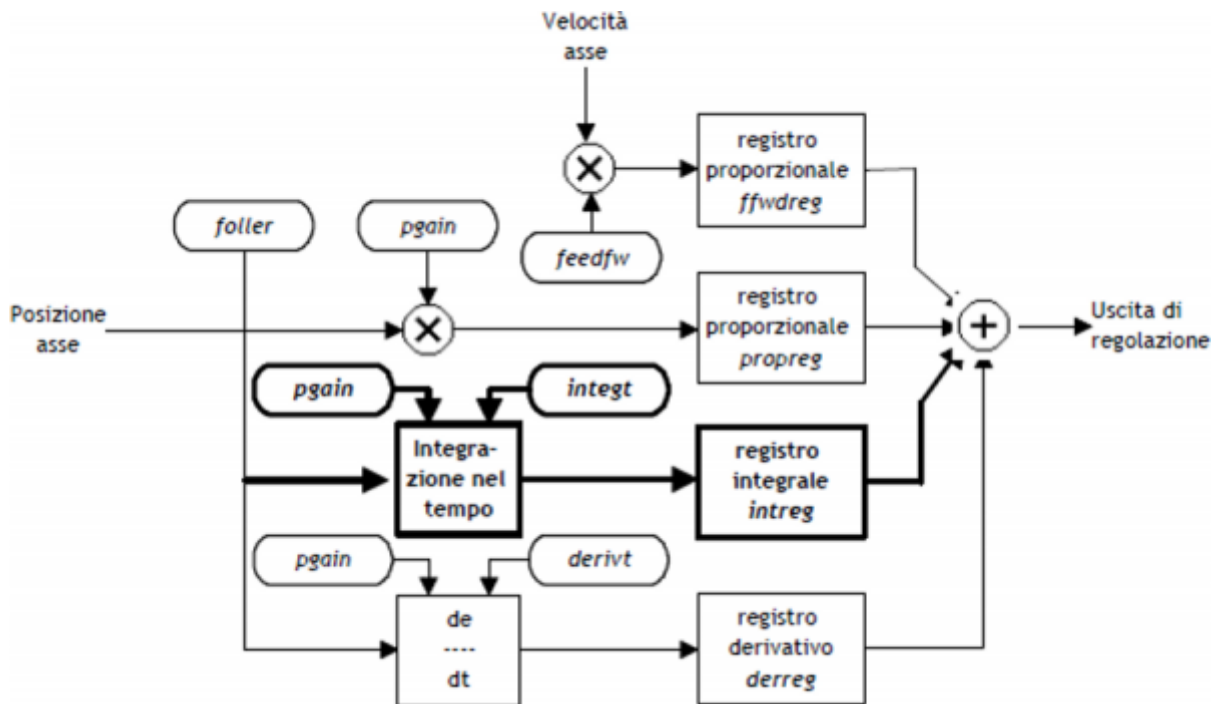 Velocità
asse
registro
proporzionale
ffwdreg
foller
pgain
feedfw
Posizione
asse
registro
proporzionale
propreg
Uscita di
regolazione
pgain
integt
Integra-
zione nel
tempo
registro
integrale
intreg
pgain
derivt
de
----
dt
registro
derivativo
derreg